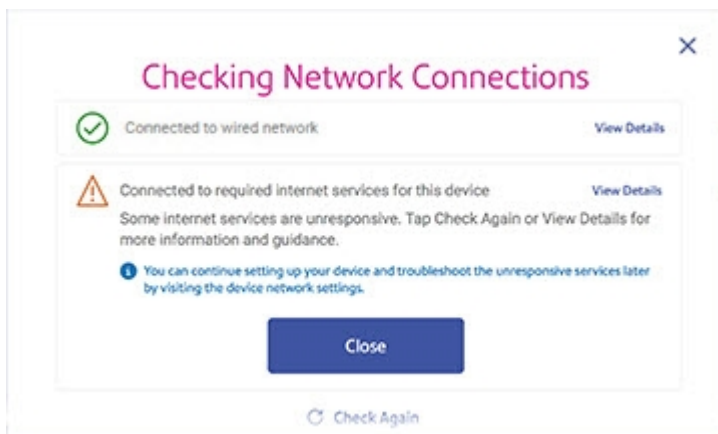 Checking Network Connections
Connected to wired network View Details
Connected to required internet services for this device View Details
Some internet services are unresponsive. Tap Check Again or View Details for
more information and guidance.
You can continue setting up your device and troubleshoot the unresponsive services later
by visiting the device network settings.
Close
Check Again